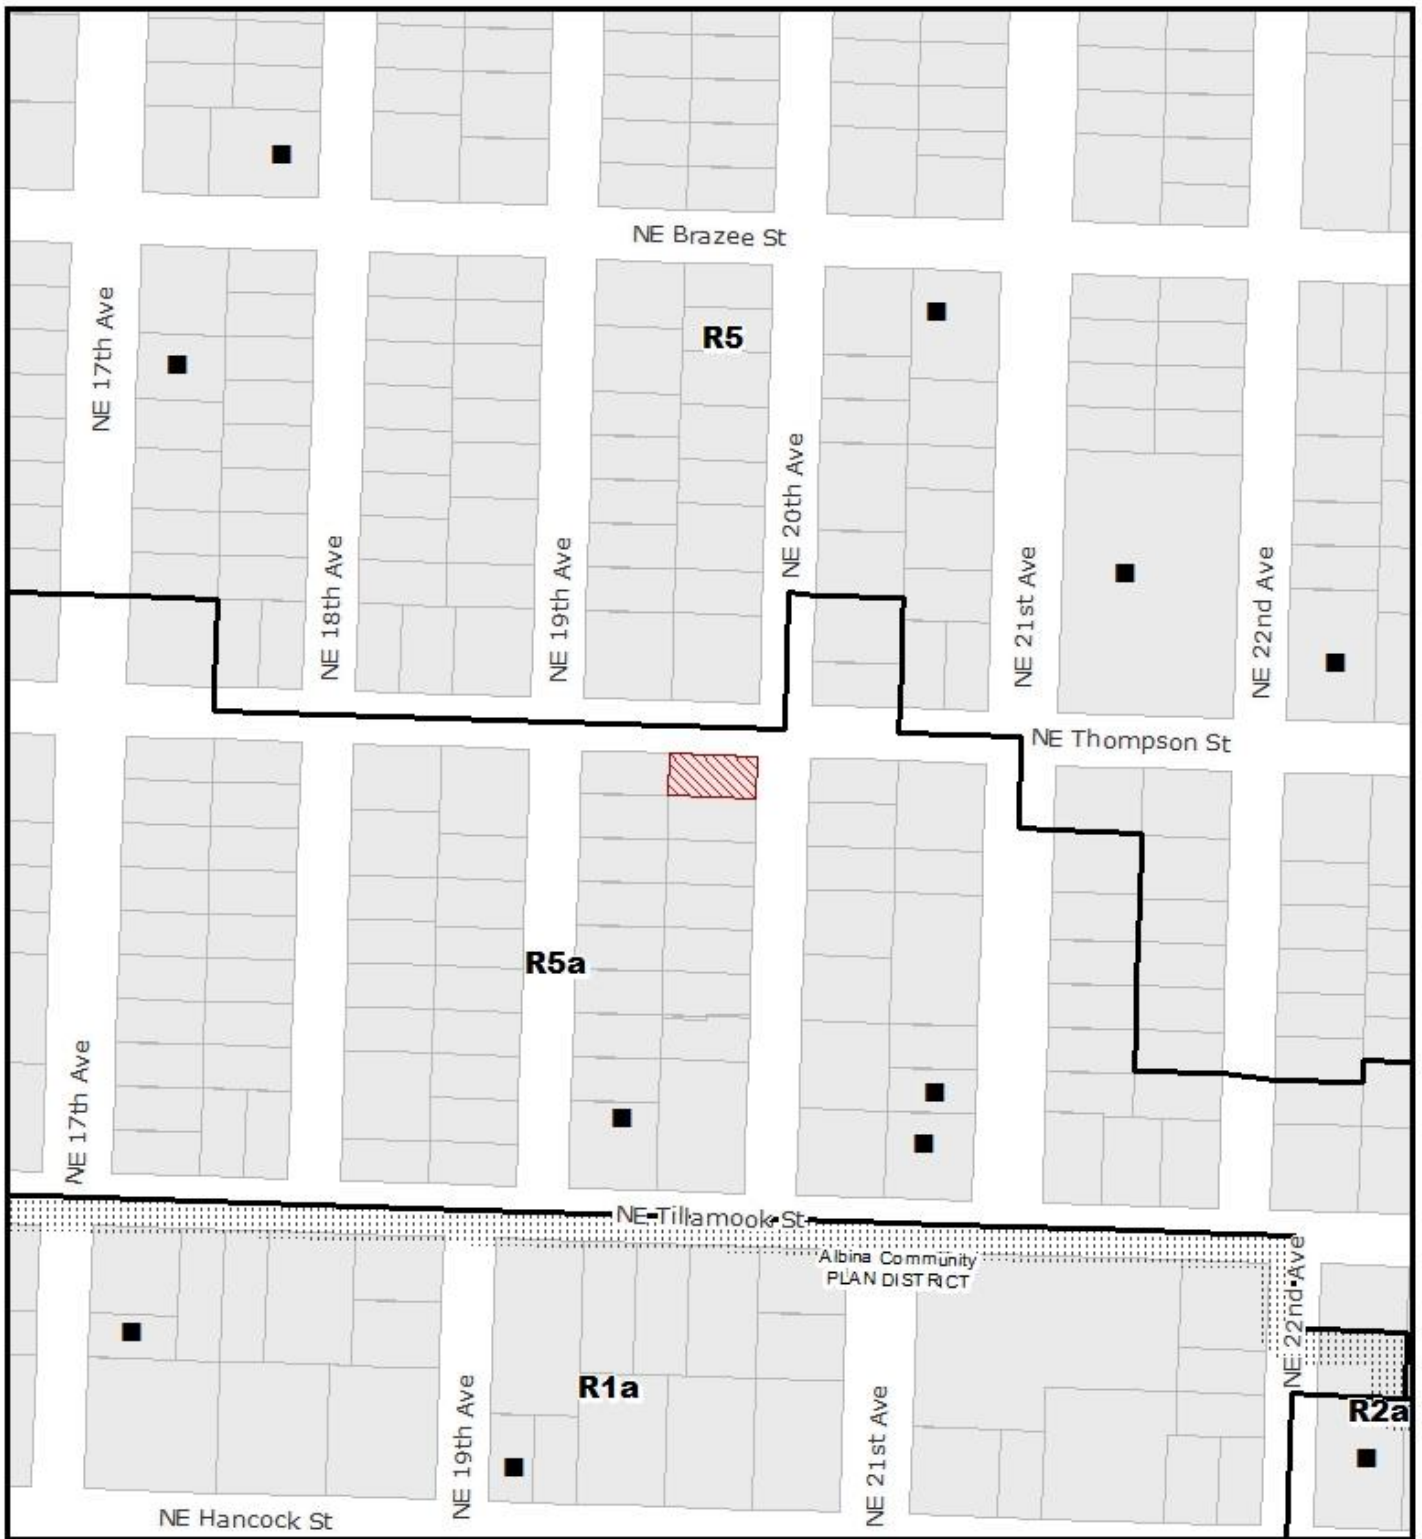 NE Brazee St
R5
NE 17th Ave
NE 20th Ave
NE 18th Ave
NE 19th Ave
NE 21st Ave
NE 22nd Ave
NE Thompson St
R5a
NE 17th Ave
NE Tillamook St
Albina Community
PLAN DISTRICT
NE 22nd Ave
R1a
R2a
NE 19th Ave
NE 21st Ave
NE Hancock St